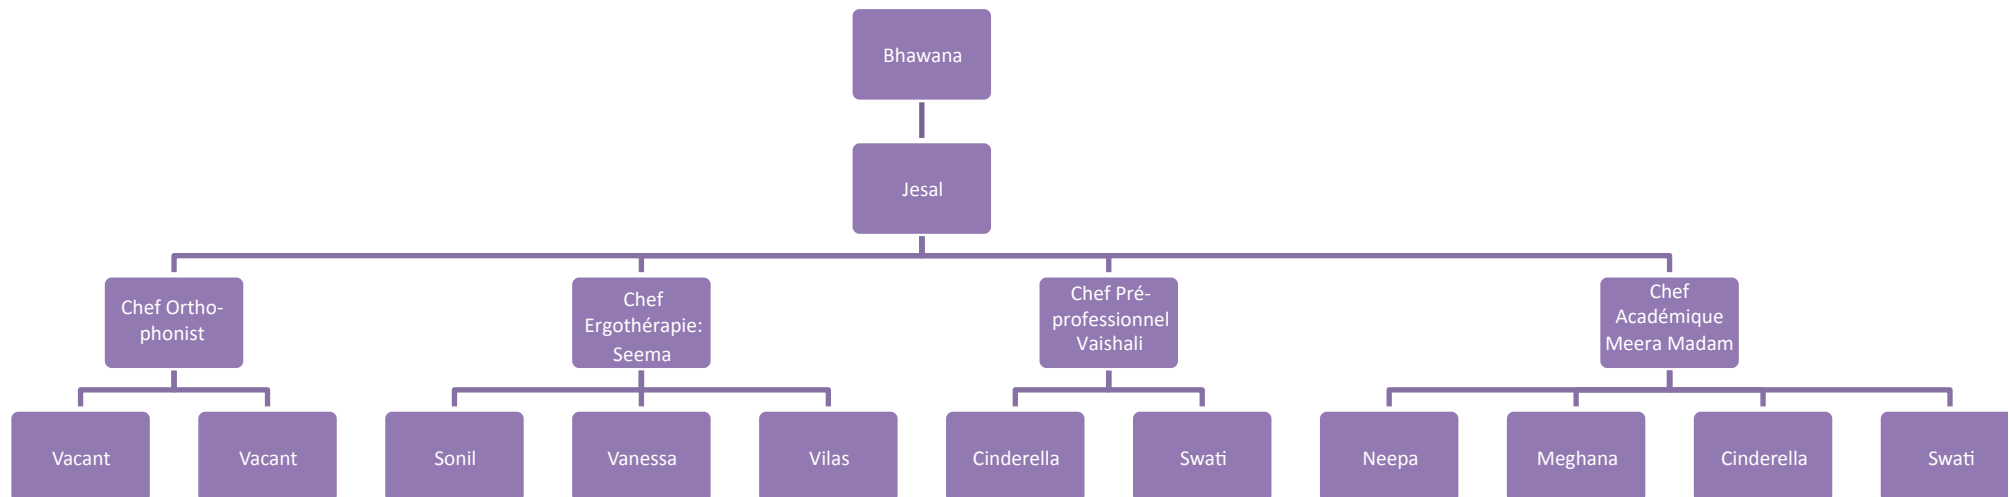 Bhawana
Jesal
Chef Ortho-
phonist
Chef
Ergothérapie:
Seema
Chef Pré-
professionnel
Vaishali
Chef
Académique
Meera Madam
Vacant
Vacant
Sonil
Vanessa
Vilas
Cinderella
Swati
Neepa
Meghana
Cinderella
Swati